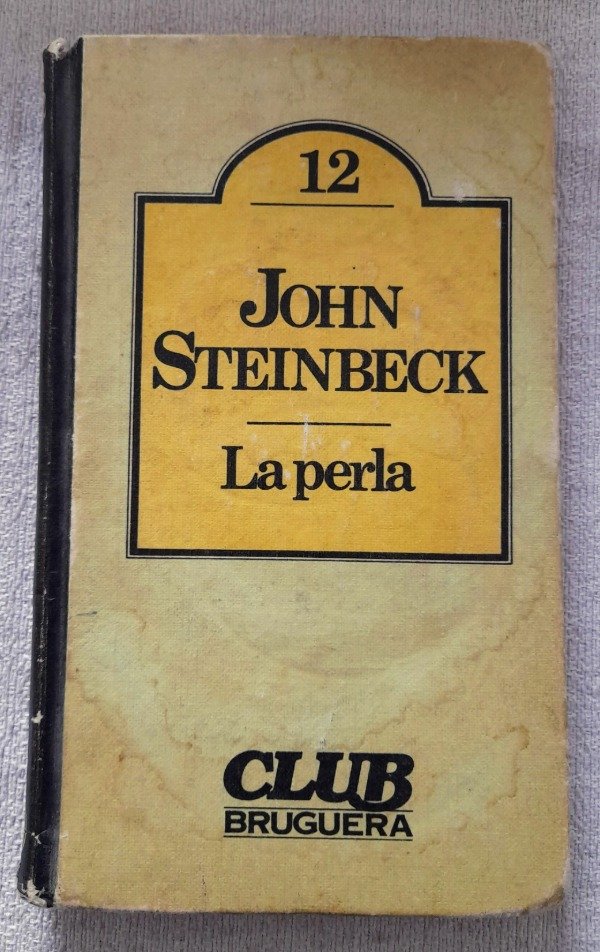 12
JOHN
STEINBECK
La perla
CLUB
BRUGUERA